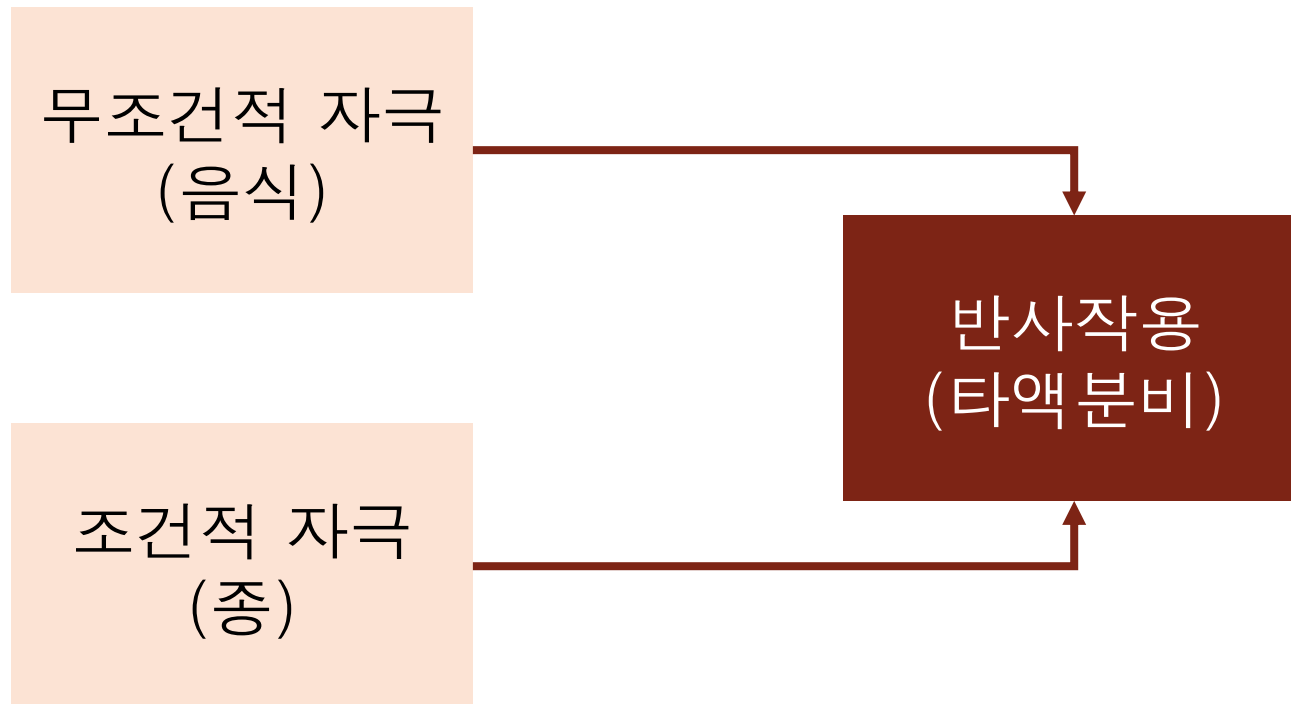 무조건적 자극
(음식)
반사작용
(타액분비)
조건적 자극
(종)